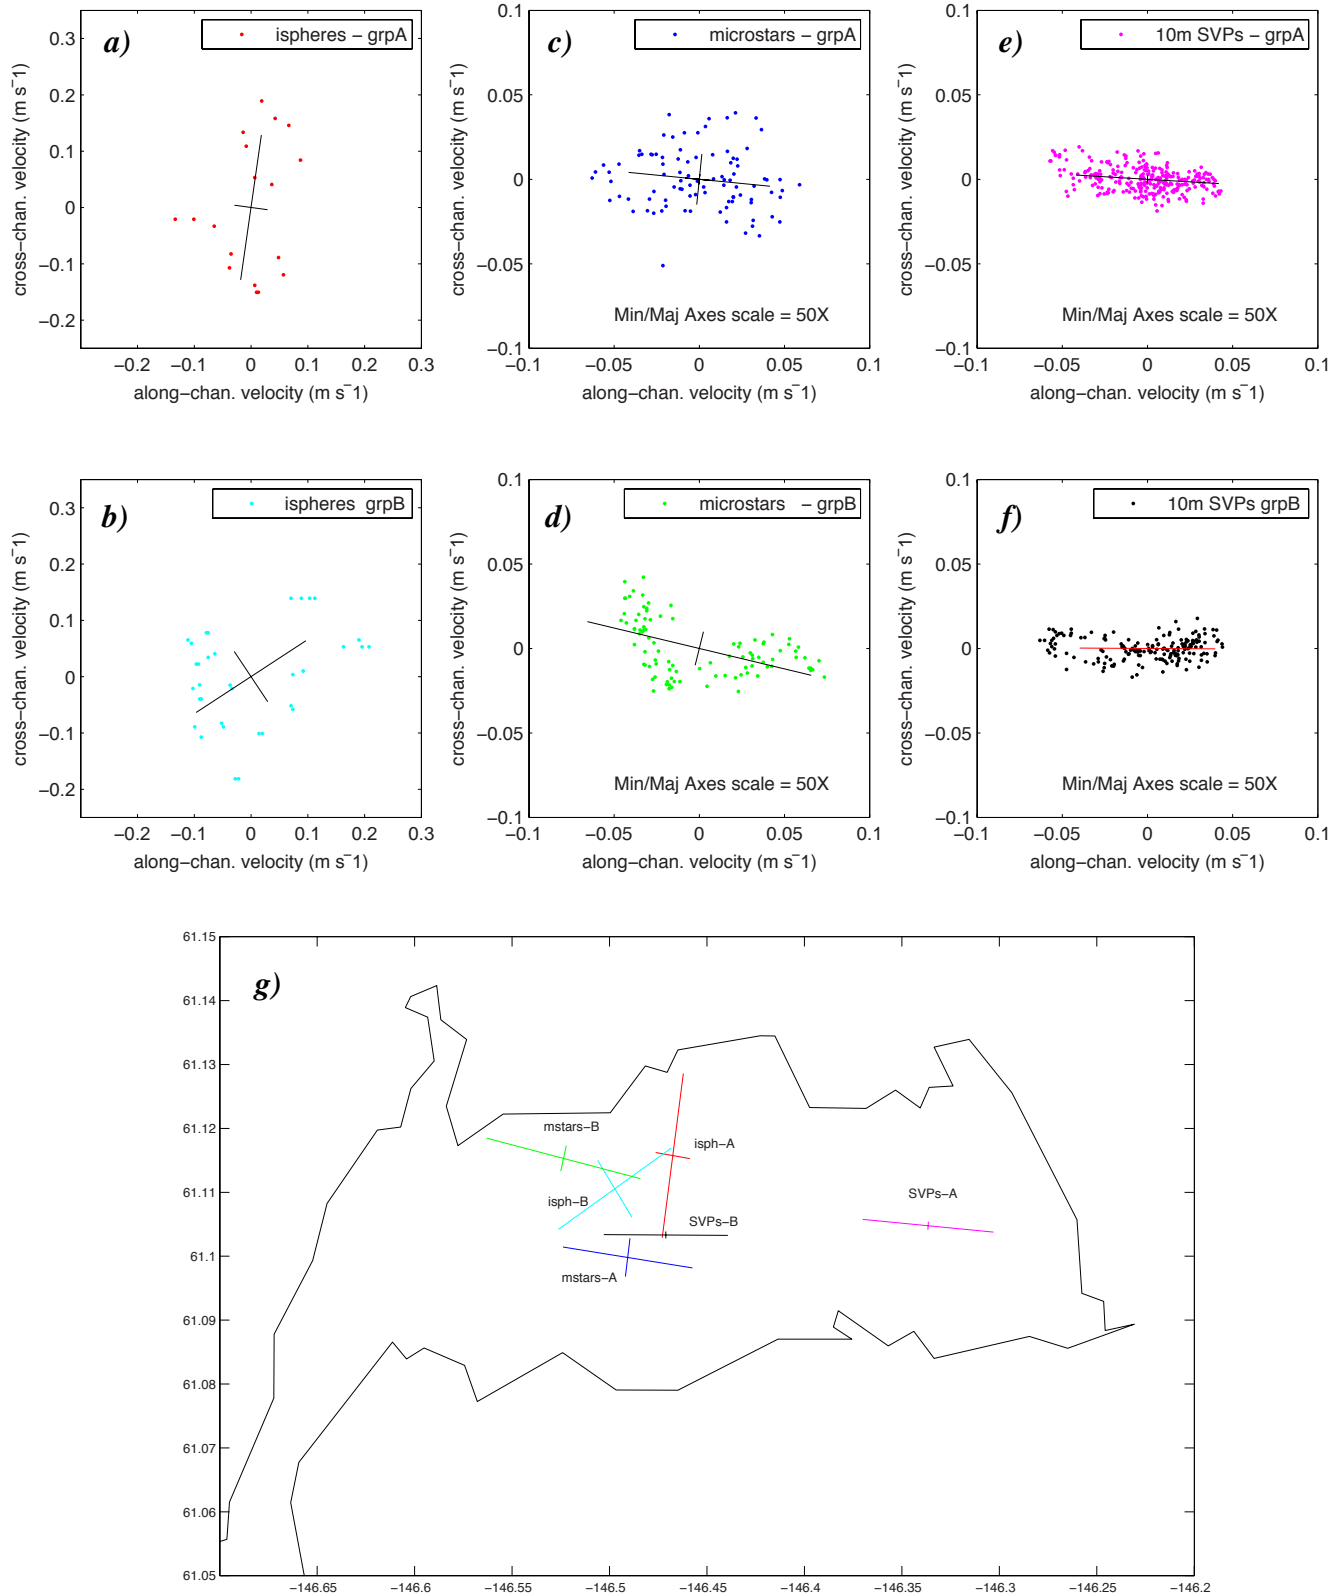 a)
ispheres – grpA
0.3
0.2
0.1
0
−0.1
−0.2
−0.1
0
0.1
0.2
0.3
cross−chan. velocity (m s⁻1)
along−chan. velocity (m s⁻1)
c)
microstars – grpA
0.1
0.05
0
−0.05
−0.1
−0.1
−0.05
0
0.05
0.1
cross−chan. velocity (m s⁻1)
Min/Maj Axes scale = 50X
along−chan. velocity (m s⁻1)
e)
10m SVPs – grpA
0.1
0.05
0
−0.05
−0.1
−0.1
−0.05
0
0.05
0.1
cross−chan. velocity (m s⁻1)
Min/Maj Axes scale = 50X
along−chan. velocity (m s⁻1)
b)
ispheres grpB
0.3
0.2
0.1
0
−0.1
−0.2
−0.1
0
0.1
0.2
0.3
cross−chan. velocity (m s⁻1)
along−chan. velocity (m s⁻1)
d)
microstars – grpB
0.1
0.05
0
−0.05
−0.1
−0.1
−0.05
0
0.05
0.1
cross−chan. velocity (m s⁻1)
Min/Maj Axes scale = 50X
along−chan. velocity (m s⁻1)
f)
10m SVPs grpB
0.1
0.05
0
−0.05
−0.1
−0.1
−0.05
0
0.05
0.1
cross−chan. velocity (m s⁻1)
Min/Maj Axes scale = 50X
along−chan. velocity (m s⁻1)
g)
61.15
61.14
61.13
61.12
61.11
61.1
61.09
61.08
61.07
61.06
61.05
mstars−B
isph−A
isph−B
SVPs−A
SVPs−B
mstars−A
−146.65
−146.6
−146.55
−146.5
−146.45
−146.4
−146.35
−146.3
−146.25
−146.2